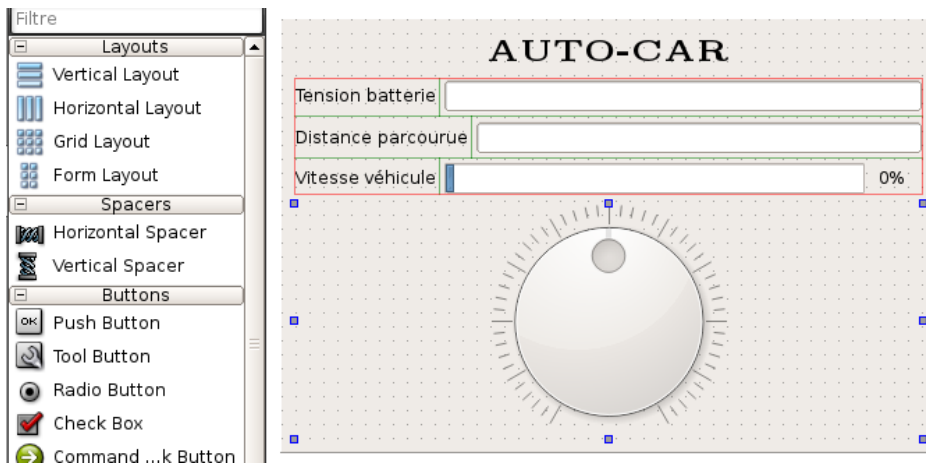 Filtre
Layouts
Vertical Layout
Horizontal Layout
Grid Layout
Form Layout
Spacers
Horizontal Spacer
Vertical Spacer
Buttons
OK Push Button
Tool Button
Radio Button
Check Box
Command ...k Button
AUTO-CAR
Tension batterie
Distance parcourue
Vitesse véhicule 0%